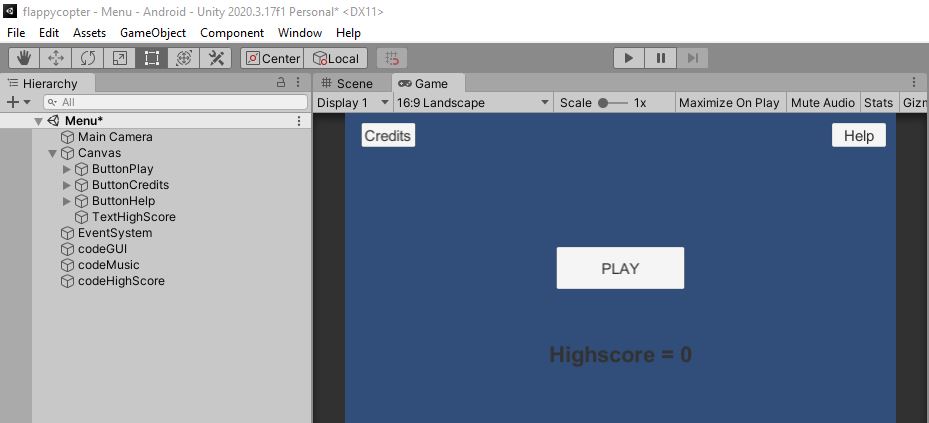 flappycopter - Menu - Android - Unity 2020.3.17f1 Personal* <DX11>
File Edit Assets GameObject Component Window Help
Center Local
Hierarchy
All
Menu*
Main Camera
Canvas
ButtonPlay
ButtonCredits
ButtonHelp
TextHighScore
EventSystem
codeGUI
codeMusic
codeHighScore
Scene Game
Display 1 16:9 Landscape Scale 1x Maximize On Play Mute Audio Stats Gizn
Credits Help
PLAY
Highscore = 0